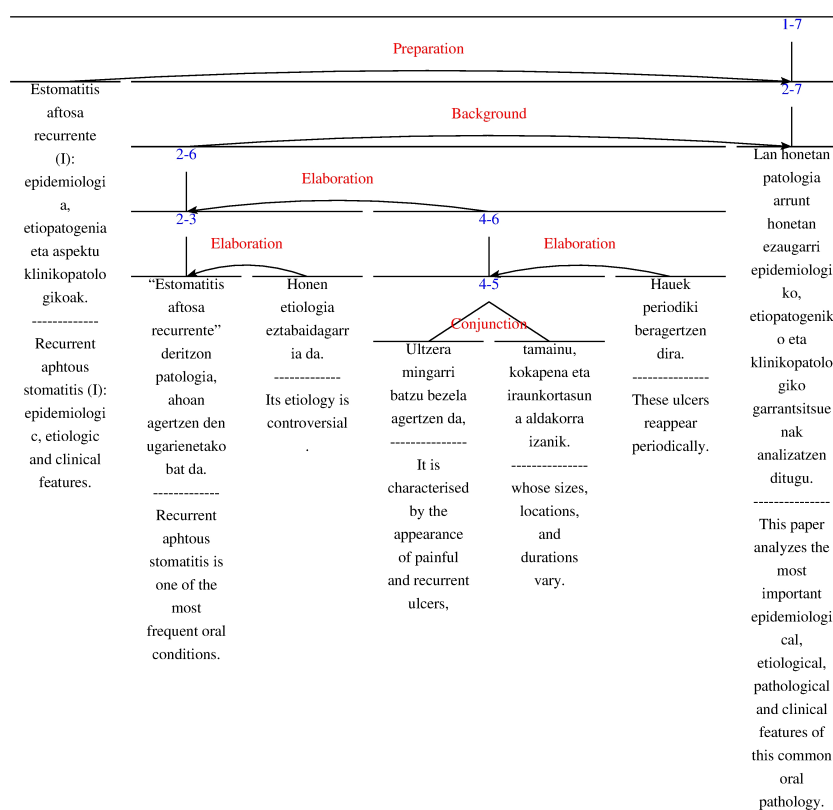 1-7
Preparation
2-7
Estomatitis
aftosa
recurrente
(I):
epidemiologi
a,
etiopatogenia
eta aspektu
klinikopatolo
gikoak.
-------------
Recurrent
aphtous
stomatitis (I):
epidemiologi
c, etiologic
and clinical
features.
Background
2-6
Elaboration
2-3
4-6
Elaboration
Elaboration
“Estomatitis
aftosa
recurrente”
deritzon
patologia,
ahoan
agertzen den
ugarienetako
bat da.
-------------
Recurrent
aphtous
stomatitis is
one of the
most
frequent oral
conditions.
Honen
etiologia
eztabaidagarr
ia da.
-------------
Its etiology is
controversial
.
4-5
Conjunction
Ultzera
mingarri
batzu bezela
agertzen da,
---------------
It is
characterised
by the
appearance
of painful
and recurrent
ulcers,
tamainu,
kokapena eta
iraunkortasun
a aldakorra
izanik.
---------------
whose sizes,
locations,
and
durations
vary.
Hauek
periodiki
beragertzen
dira.
---------------
These ulcers
reappear
periodically.
Lan honetan
patologia
arrunt
honetan
ezaugarri
epidemiologi
ko,
etiopatogenik
o eta
klinikopatolo
giko
garrantsitsue
nak
analizatzen
ditugu.
---------------
This paper
analyzes the
most
important
epidemiologi
cal,
etiological,
pathological
and clinical
features of
this common
oral
pathology.